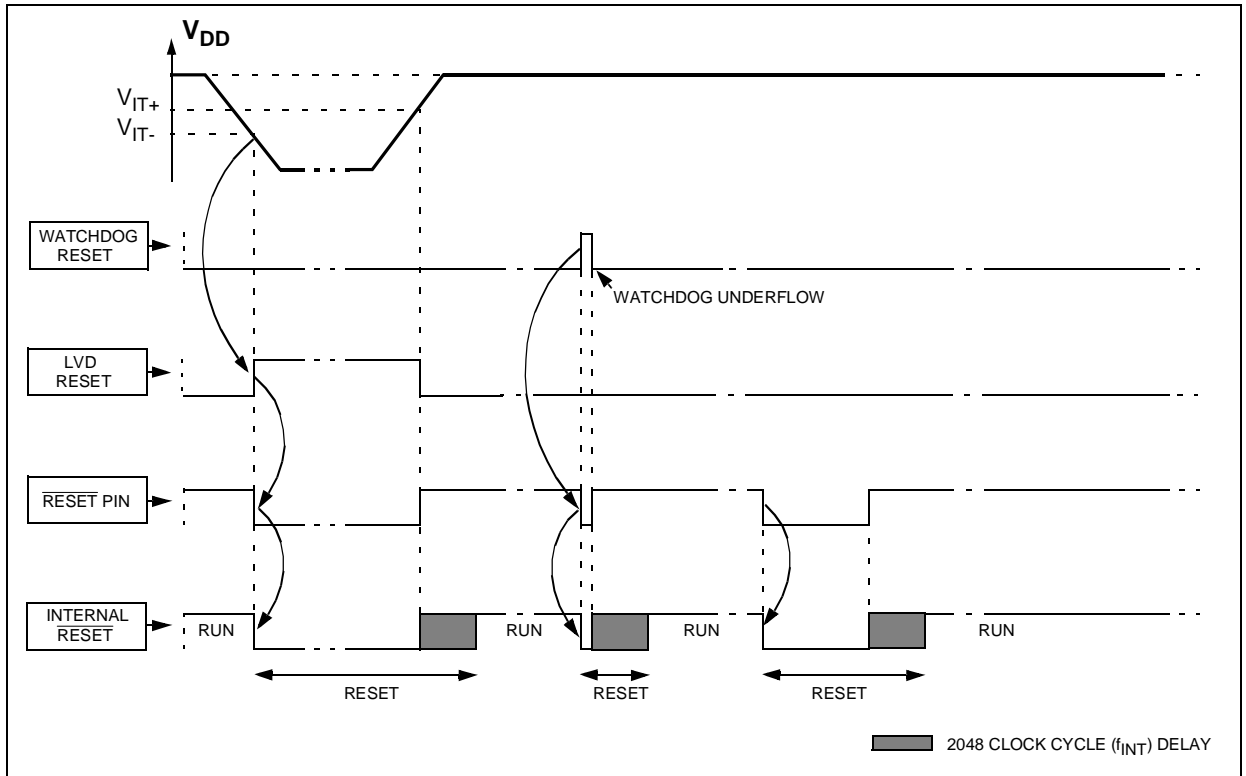 VDD
VIT+
VIT-
WATCHDOG
RESET
WATCHDOG UNDERFLOW
LVD
RESET
RESET PIN
INTERNAL
RESET
RUN
RUN
RUN
RUN
RESET
RESET
RESET
2048 CLOCK CYCLE (fINT) DELAY